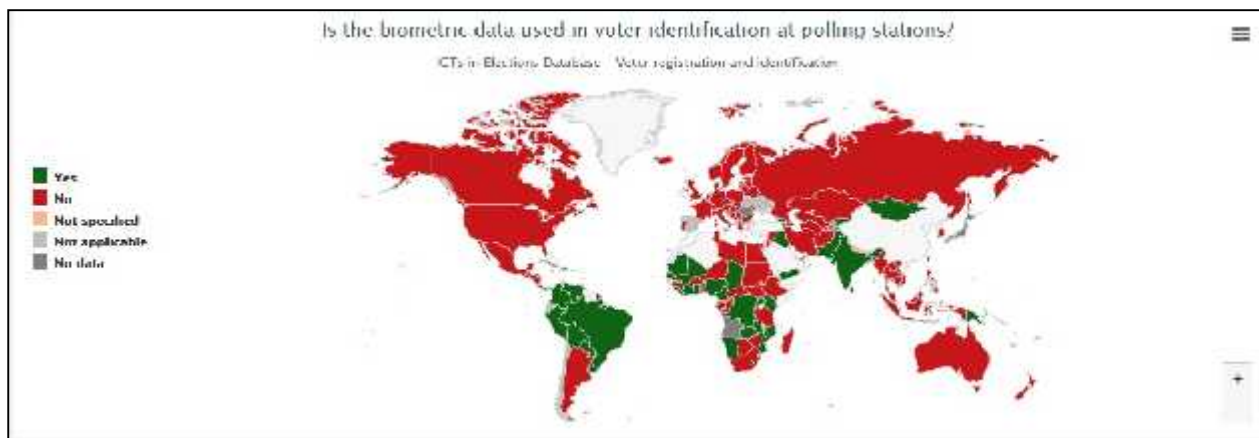 Is the biometric data used in voter identification at polling stations?
ICTs in Elections Database - Voter registration and identification
Yes
No
Not specified
Not applicable
No data
+